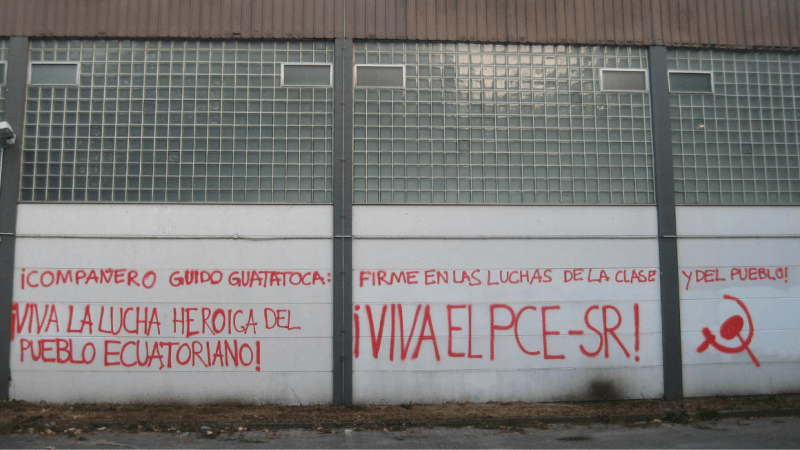 ¡COMPAÑERO GUIDO GUATATOCA: FIRME EN LAS LUCHAS DE LA CLASE Y DEL PUEBLO!
¡VIVA LA LUCHA HEROICA DEL
PUEBLO ECUATORIANO!
¡VIVA EL PCE-SR!